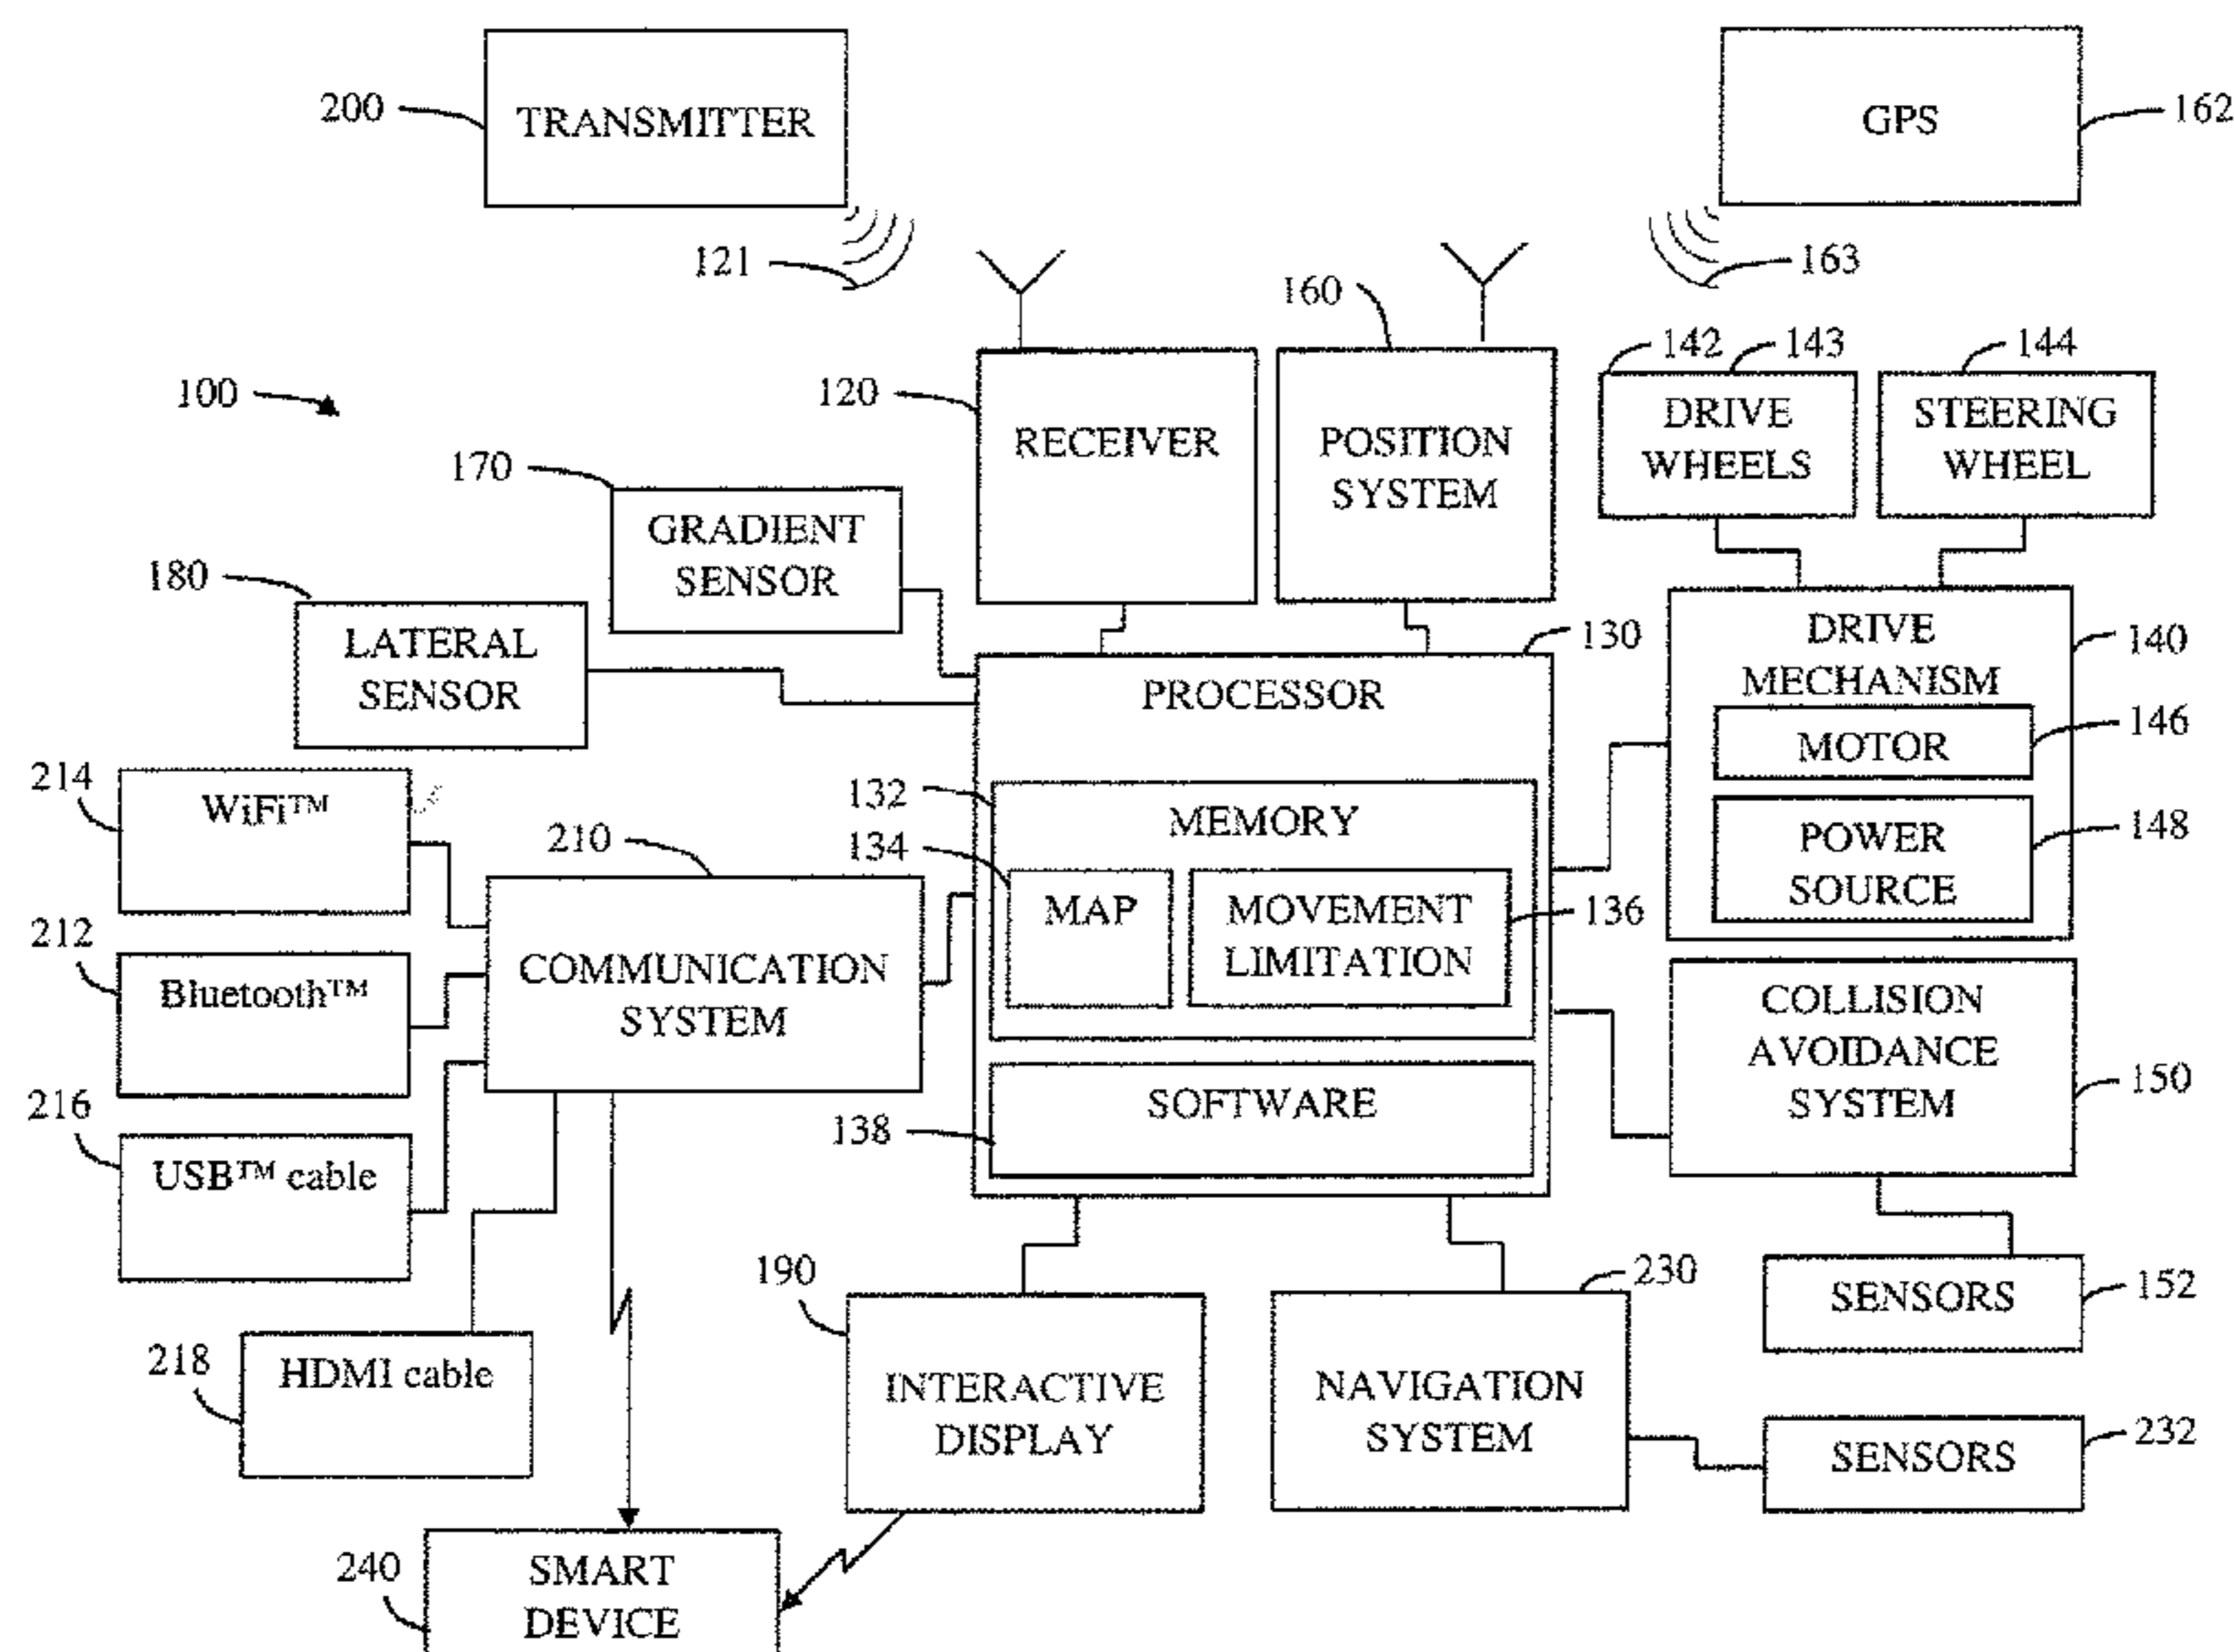 200
TRANSMITTER
GPS
162
121
163
160
142
143
144
100
120
RECEIVER
POSITION
SYSTEM
DRIVE
WHEELS
STEERING
WHEEL
170
GRADIENT
SENSOR
180
LATERAL
SENSOR
130
PROCESSOR
DRIVE
MECHANISM
140
MOTOR
146
POWER
SOURCE
148
214
WiFi™
132
MEMORY
134
MAP
MOVEMENT
LIMITATION
136
210
COMMUNICATION
SYSTEM
212
Bluetooth™
COLLISION
AVOIDANCE
SYSTEM
150
216
USB™ cable
SOFTWARE
138
190
INTERACTIVE
DISPLAY
230
NAVIGATION
SYSTEM
SENSORS
152
218
HDMI cable
SENSORS
232
240
SMART
DEVICE